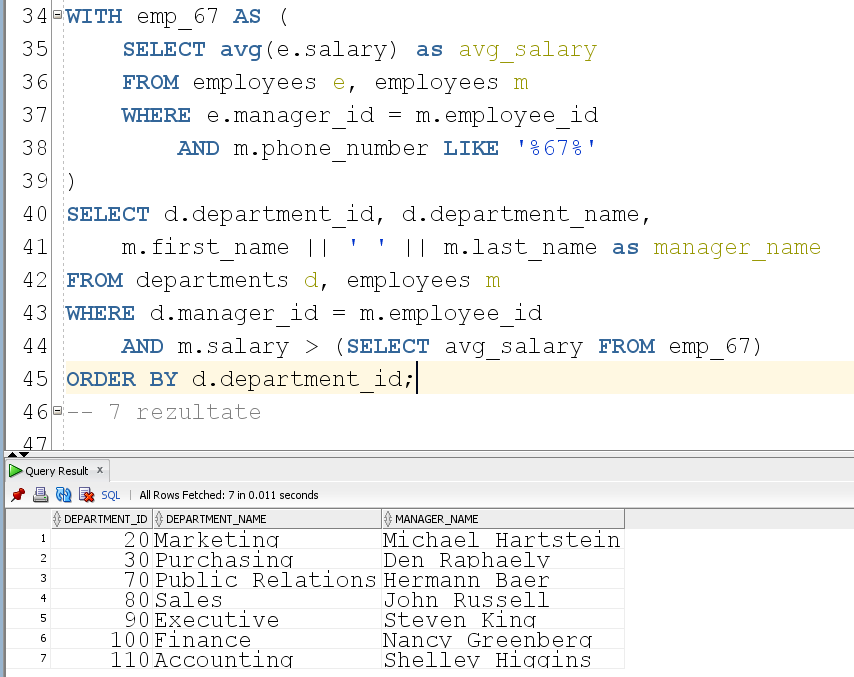 34 WITH emp_67 AS (
35 SELECT avg(e.salary) as avg_salary
36 FROM employees e, employees m
37 WHERE e.manager_id = m.employee_id
38 AND m.phone_number LIKE '%67%'
39 )
40 SELECT d.department_id, d.department_name,
41 m.first_name || ' ' || m.last_name as manager_name
42 FROM departments d, employees m
43 WHERE d.manager_id = m.employee_id
44 AND m.salary > (SELECT avg_salary FROM emp_67)
45 ORDER BY d.department_id;
46 -- 7 rezultate
47
Query Result x
SQL | All Rows Fetched: 7 in 0.011 seconds
DEPARTMENT_ID DEPARTMENT_NAME MANAGER_NAME
1 20 Marketing Michael Hartstein
2 30 Purchasing Den Raphaely
3 70 Public Relations Hermann Baer
4 80 Sales John Russell
5 90 Executive Steven King
6 100 Finance Nancy Greenberg
7 110 Accounting Shelley Higgins